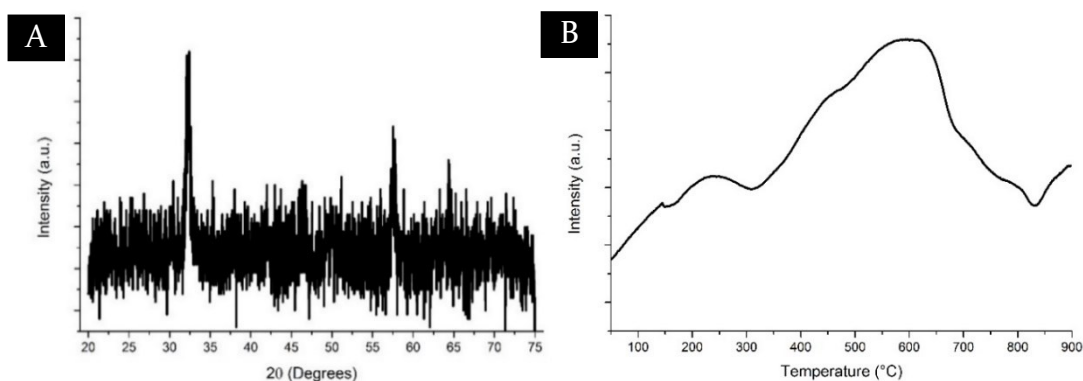 A
Intensity (a.u.)
20 25 30 35 40 45 50 55 60 65 70 75
2θ (Degrees)
B
Intensity (a.u.)
100 200 300 400 500 600 700 800 900
Temperature (°C)